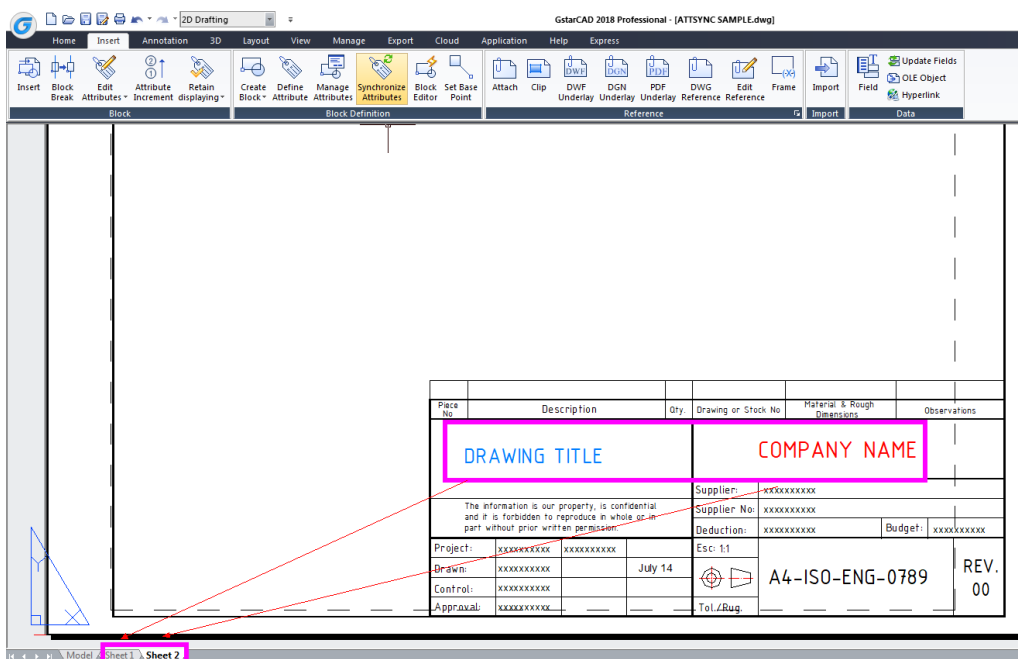 2D Drafting
GstarCAD 2018 Professional - [ATTSYNC SAMPLE.dwg]
Home Insert Annotation 3D Layout View Manage Export Cloud Application Help Express
Insert
Block Break
Edit Attributes
Attribute Increment
Retain displaying
Create Block
Define Attribute
Manage Attributes
Synchronize Attributes
Block Editor
Set Base Point
Attach
Clip
DWF
DWF Underlay
DGN
DGN Underlay
PDF
PDF Underlay
DWG Reference
Edit Reference
Frame
Import
Field
Update Fields
OLE Object
Hyperlink
Block
Block Definition
Reference
Import
Data
Piece No
Description
Qty.
Drawing or Stock No
Material & Rough
Dimensions
Observations
DRAWING TITLE
COMPANY NAME
The information is our property, is confidential
and it is forbidden to reproduce in whole or in
part without prior written permission.
Supplier: xxxxxxxxxx
Supplier No: xxxxxxxxxx
Deduction: xxxxxxxxxx Budget: xxxxxxxxxx
Project: xxxxxxxxxx xxxxxxxxxx
Drawn: xxxxxxxxxx July 14
Control: xxxxxxxxxx
Approval: xxxxxxxxxx
Esc: 1:1
Tol./Rug.
A4-ISO-ENG-0789
REV.
00
Y
X
Model Sheet 1 Sheet 2